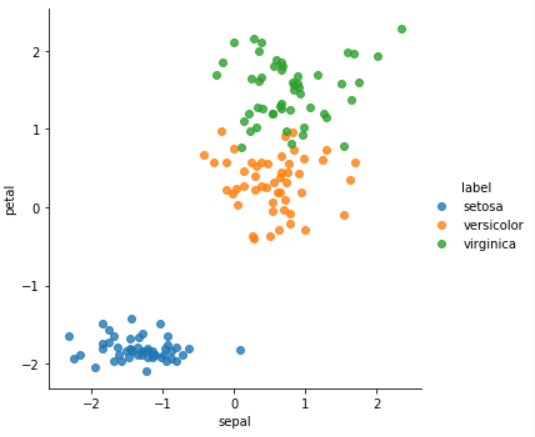 2
1
0
−1
−2
petal
−2
−1
0
1
2
sepal
label
setosa
versicolor
virginica